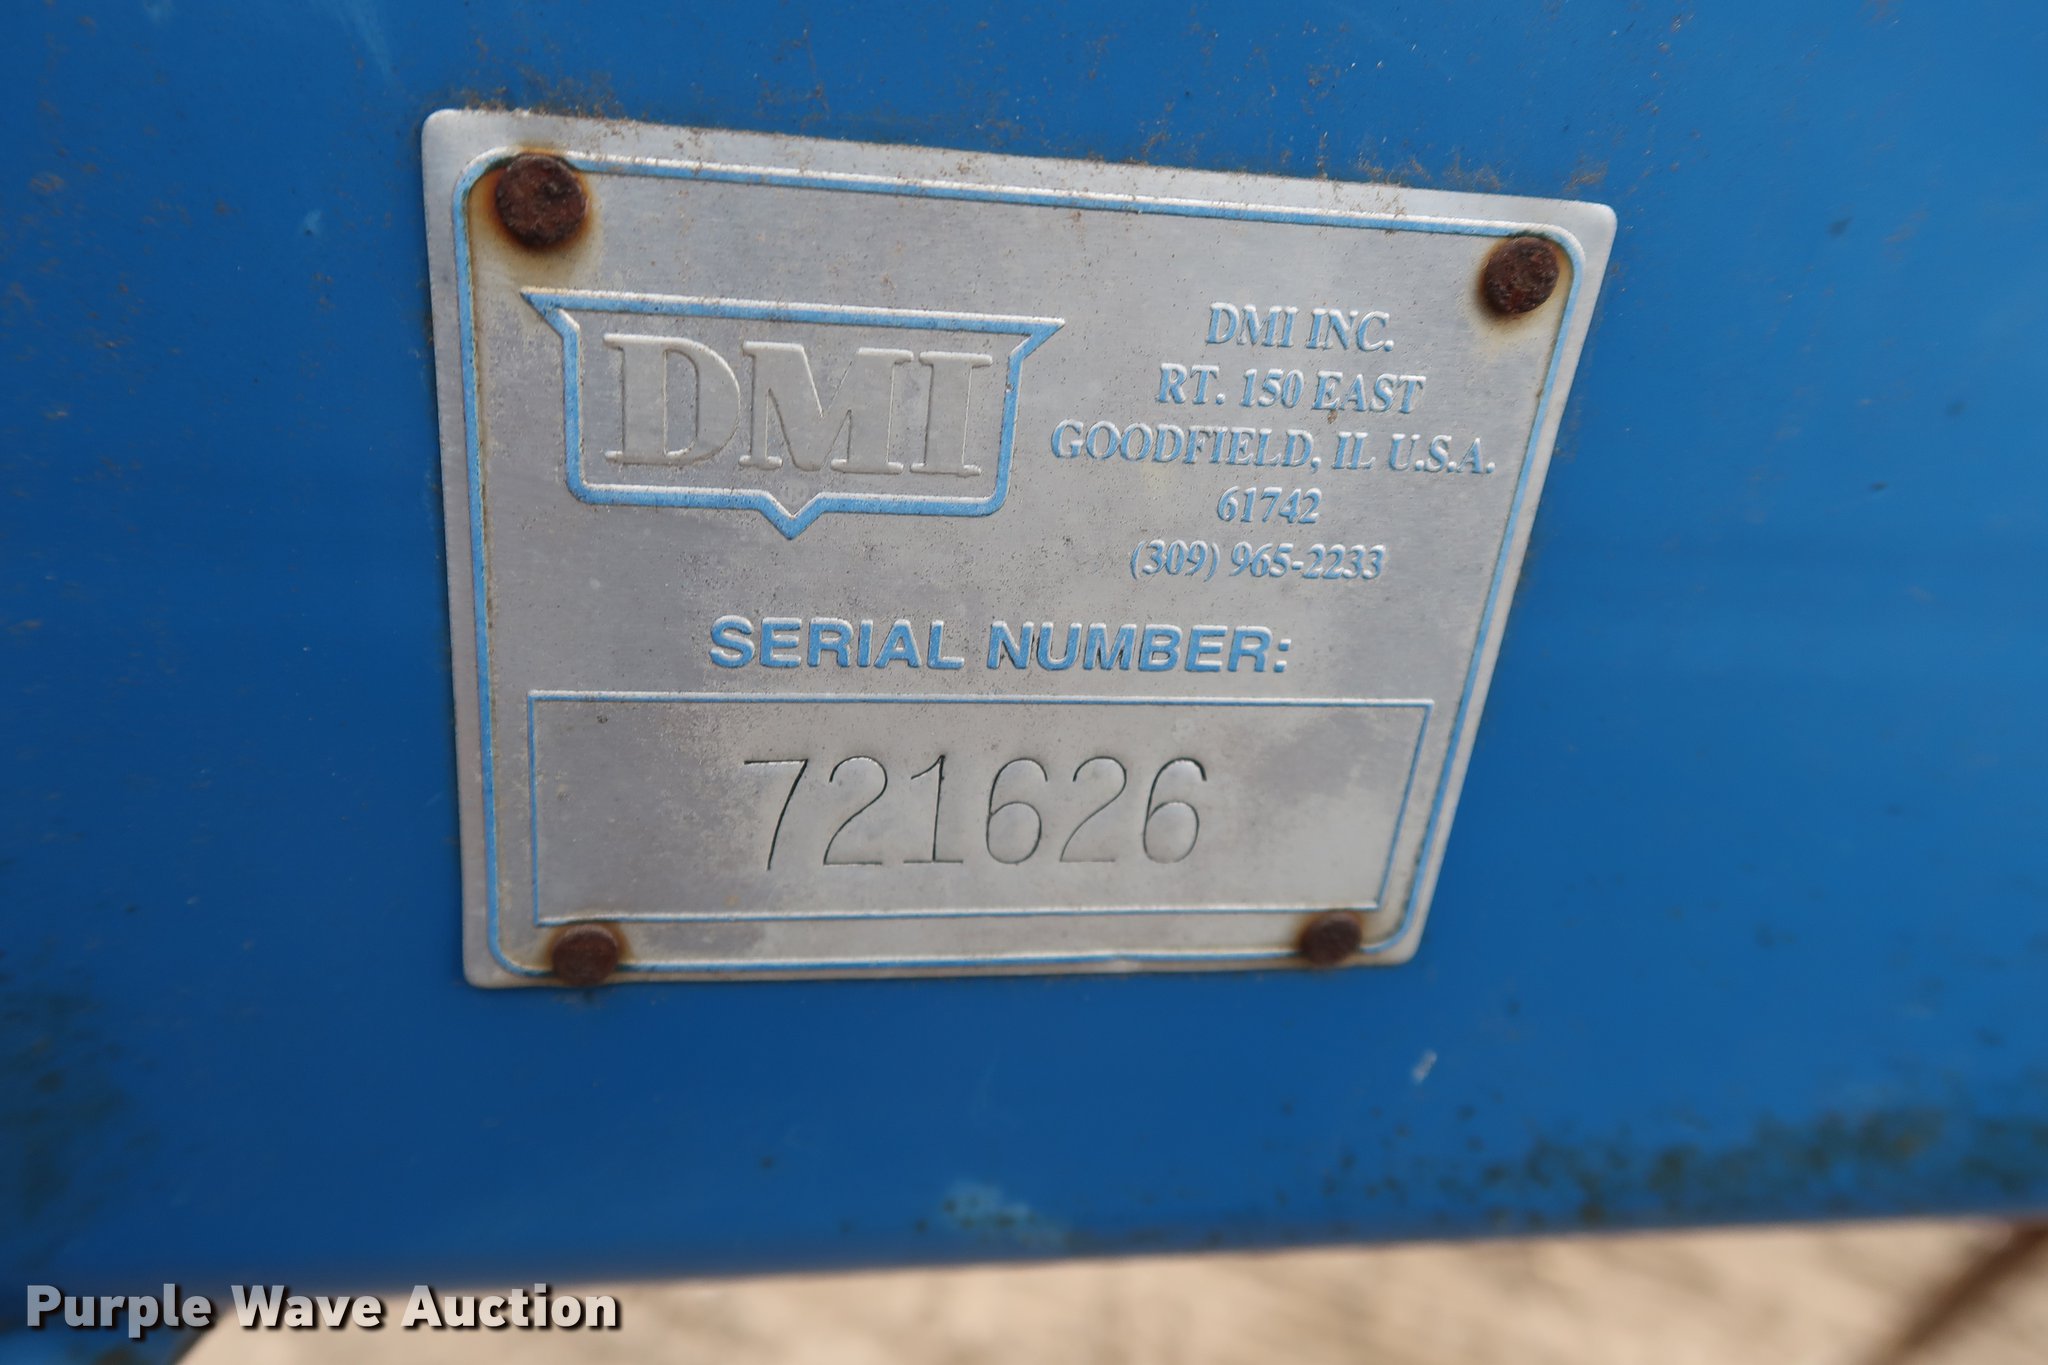 DMI
DMI INC.
RT. 150 EAST
GOODFIELD, IL U.S.A.
61742
(309) 965-2233
SERIAL NUMBER:
721626
Purple Wave Auction